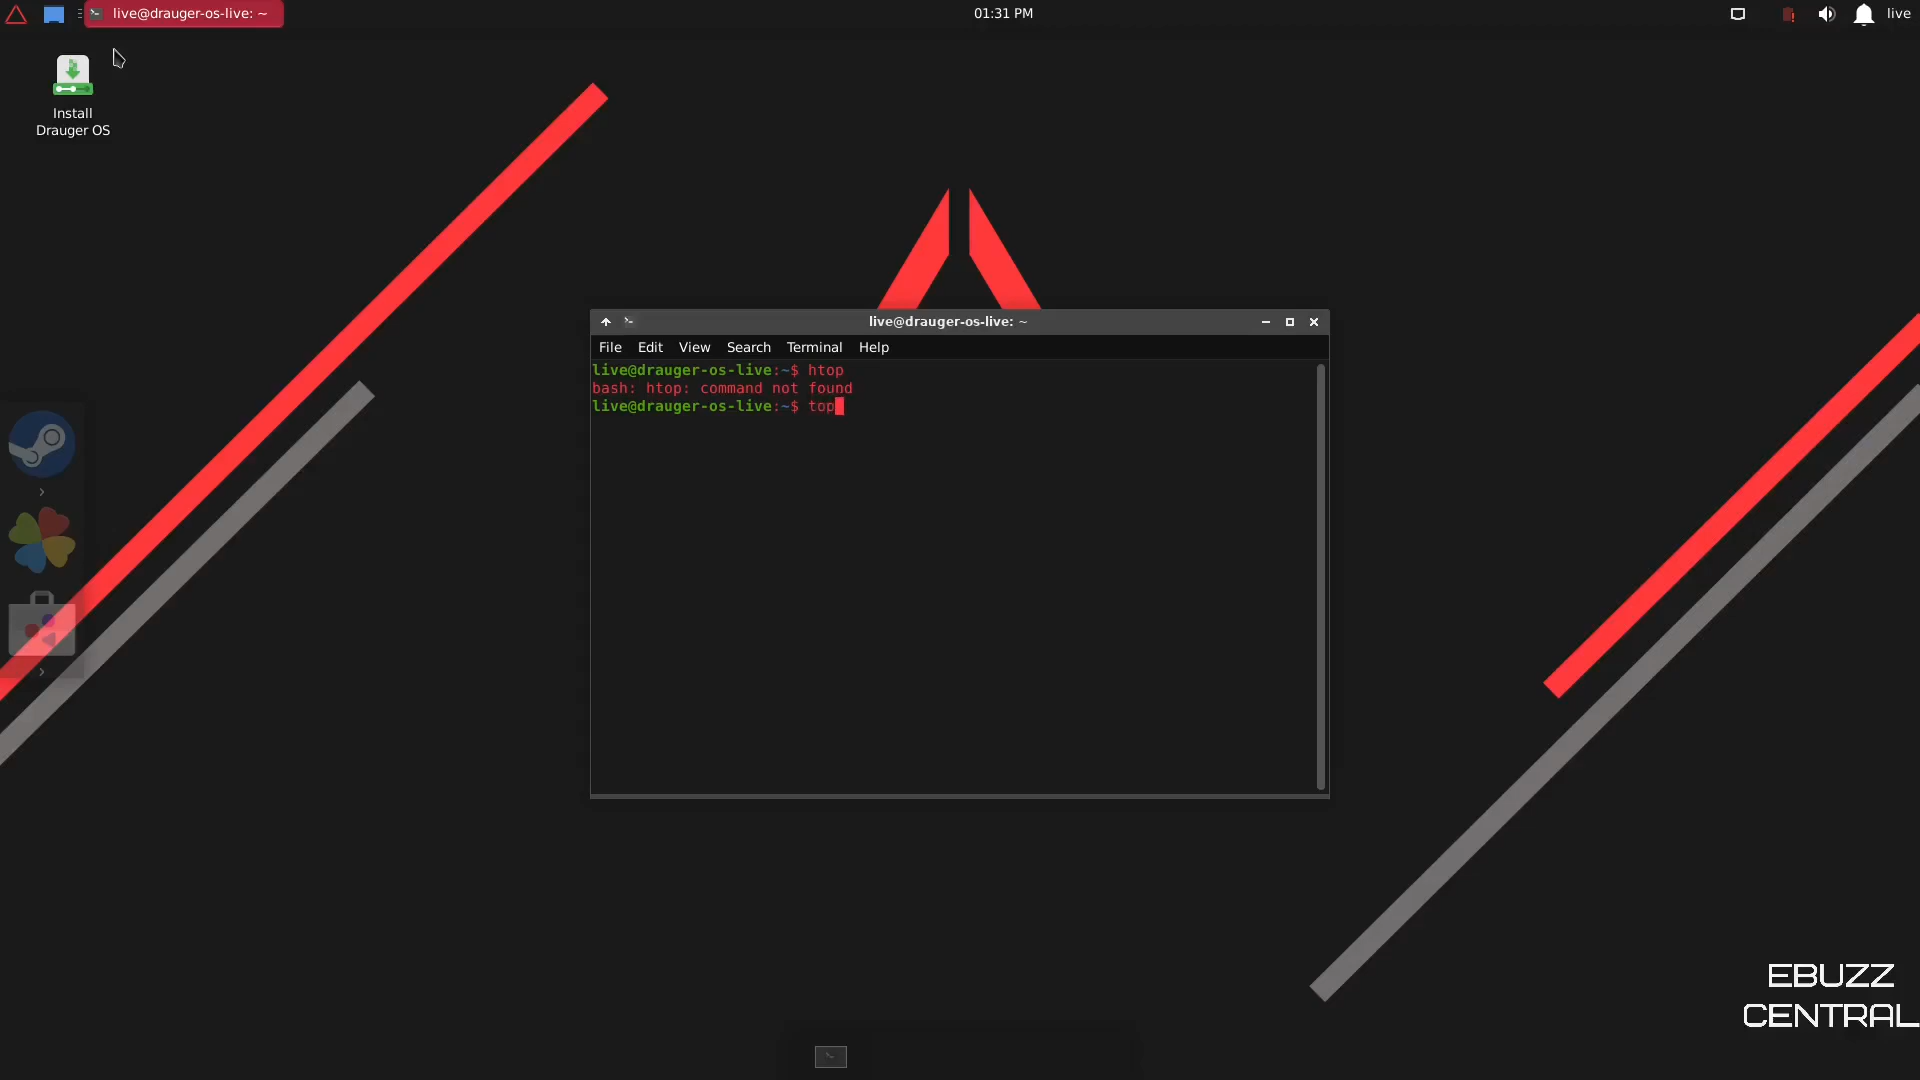 live@drauger-os-live: ~
01:31 PM
live
Install
Drauger OS
live@drauger-os-live: ~
File Edit View Search Terminal Help
live@drauger-os-live:~$ htop
bash: htop: command not found
live@drauger-os-live:~$ top
EBUZZ
CENTRAL